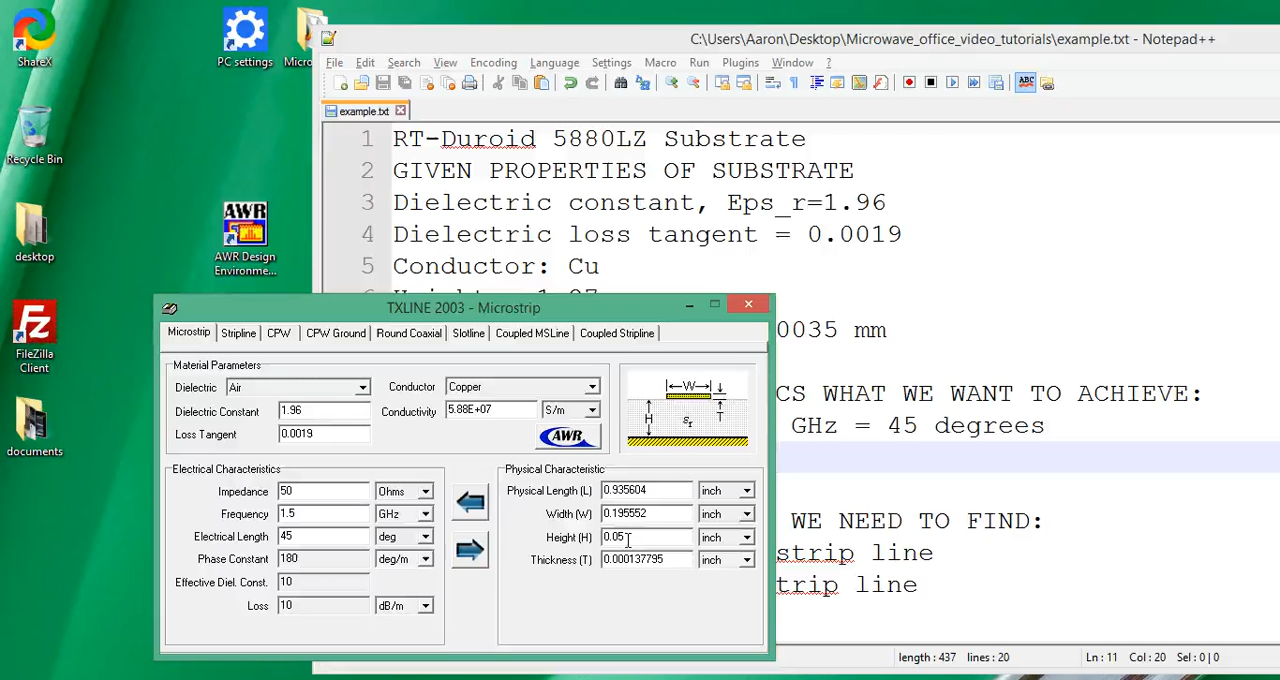 ShareX
PC settings
Micro
Recycle Bin
desktop
AWR Design
Environme...
FileZilla
Client
documents
C:\Users\Aaron\Desktop\Microwave_office_video_tutorials\example.txt - Notepad++
File Edit Search View Encoding Language Settings Macro Run Plugins Window ?
ABC
example.txt
1 RT-Duroid 5880LZ Substrate
2 GIVEN PROPERTIES OF SUBSTRATE
3 Dielectric constant, Eps_r=1.96
4 Dielectric loss tangent = 0.0019
5 Conductor: Cu
0035 mm
CS WHAT WE WANT TO ACHIEVE:
GHz = 45 degrees
WE NEED TO FIND:
strip line
trip line
length : 437 lines : 20 Ln : 11 Col : 20 Sel : 0 | 0
TXLINE 2003 - Microstrip
Microstrip Stripline CPW CPW Ground Round Coaxial Slotline Coupled MSLine Coupled Stripline
Material Parameters
Dielectric Air Conductor Copper
Dielectric Constant 1.96 Conductivity 5.88E+07 S/m
Loss Tangent 0.0019 AWR
W
H εr T
Electrical Characteristics
Impedance 50 Ohms
Frequency 1.5 GHz
Electrical Length 45 deg
Phase Constant 180 deg/m
Effective Diel. Const. 10
Loss 10 dB/m
Physical Characteristic
Physical Length (L) 0.935604 inch
Width (W) 0.195552 inch
Height (H) 0.05 inch
Thickness (T) 0.000137795 inch